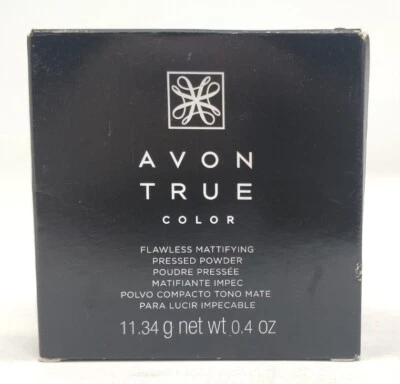 AVON
TRUE
COLOR
FLAWLESS MATTIFYING
PRESSED POWDER
POUDRE PRESSÉE
MATIFIANTE IMPEC
POLVO COMPACTO TONO MATE
PARA LUCIR IMPECABLE
11.34 g net wt 0.4 oz